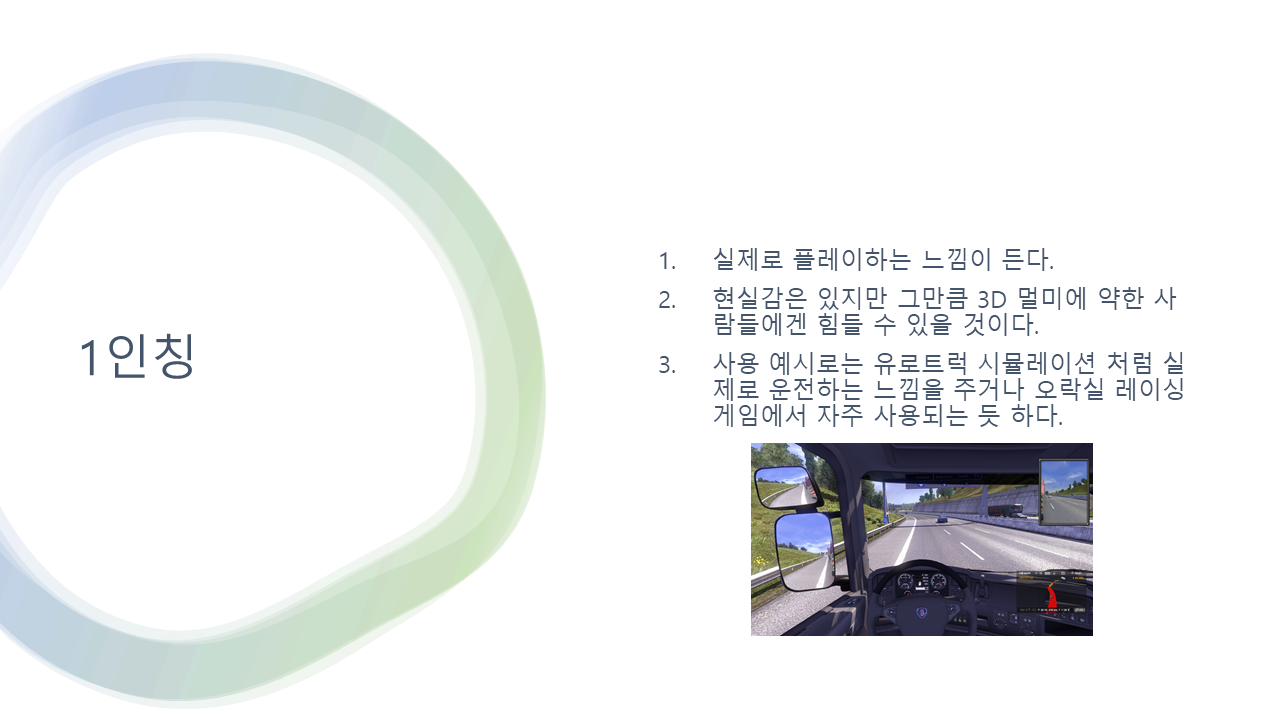 1인칭
1. 실제로 플레이하는 느낌이 든다.
2. 현실감은 있지만 그만큼 3D 멀미에 약한 사
람들에겐 힘들 수 있을 것이다.
3. 사용 예시로는 유로트럭 시뮬레이션 처럼 실
제로 운전하는 느낌을 주거나 오락실 레이싱
게임에서 자주 사용되는 듯 하다.